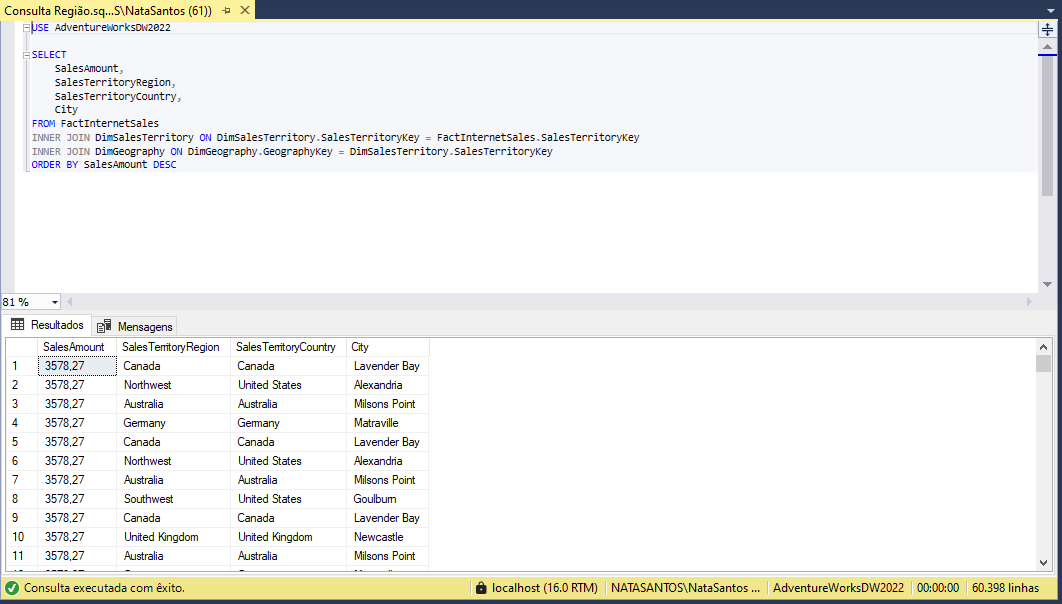 Consulta Região.sq...S\NataSantos (61))
USE AdventureWorksDW2022
SELECT
SalesAmount,
SalesTerritoryRegion,
SalesTerritoryCountry,
City
FROM FactInternetSales
INNER JOIN DimSalesTerritory ON DimSalesTerritory.SalesTerritoryKey = FactInternetSales.SalesTerritoryKey
INNER JOIN DimGeography ON DimGeography.GeographyKey = DimSalesTerritory.SalesTerritoryKey
ORDER BY SalesAmount DESC
81 %
Resultados Mensagens
SalesAmount SalesTerritoryRegion SalesTerritoryCountry City
1 3578,27 Canada Canada Lavender Bay
2 3578,27 Northwest United States Alexandria
3 3578,27 Australia Australia Milsons Point
4 3578,27 Germany Germany Matraville
5 3578,27 Canada Canada Lavender Bay
6 3578,27 Northwest United States Alexandria
7 3578,27 Australia Australia Milsons Point
8 3578,27 Southwest United States Goulburn
9 3578,27 Canada Canada Lavender Bay
10 3578,27 United Kingdom United Kingdom Newcastle
11 3578,27 Australia Australia Milsons Point
Consulta executada com êxito. localhost (16.0 RTM) NATASANTOS\NataSantos ... AdventureWorksDW2022 00:00:00 60.398 linhas